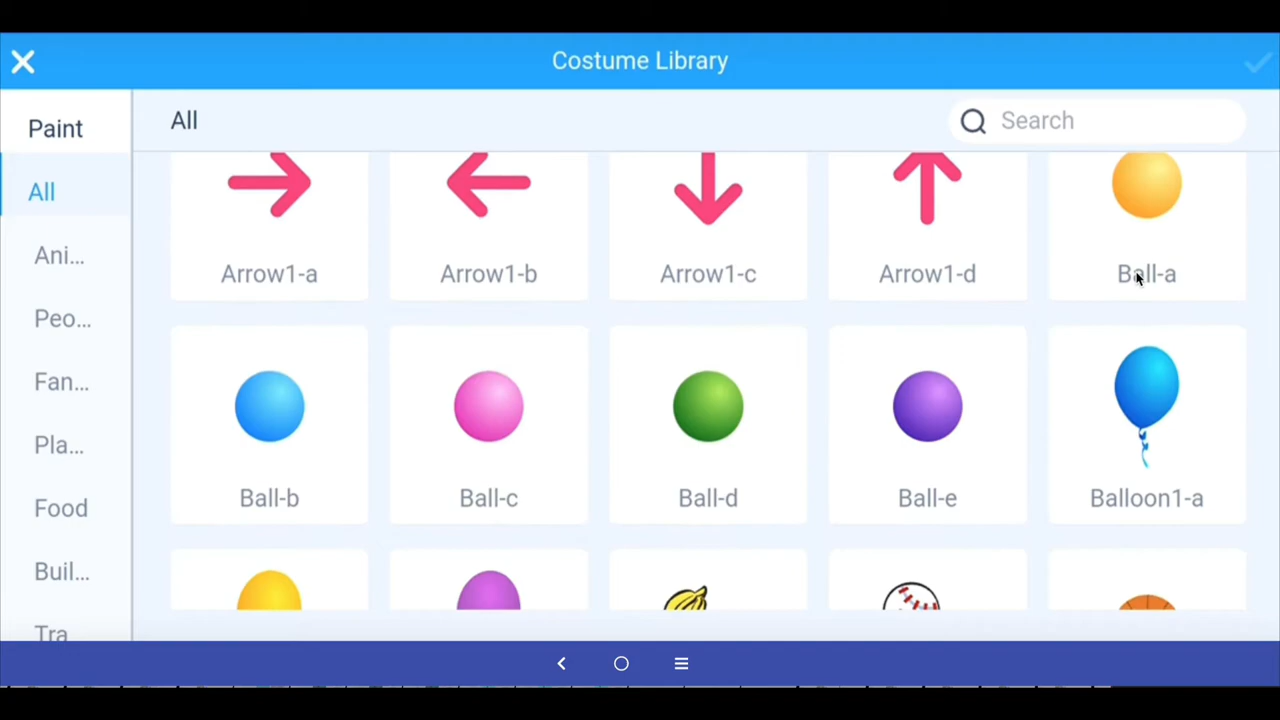 Costume Library
Paint
All
Search
All
Ani...
Peo...
Fan...
Pla...
Food
Buil...
Tra
Arrow1-a
Arrow1-b
Arrow1-c
Arrow1-d
Ball-a
Ball-b
Ball-c
Ball-d
Ball-e
Balloon1-a